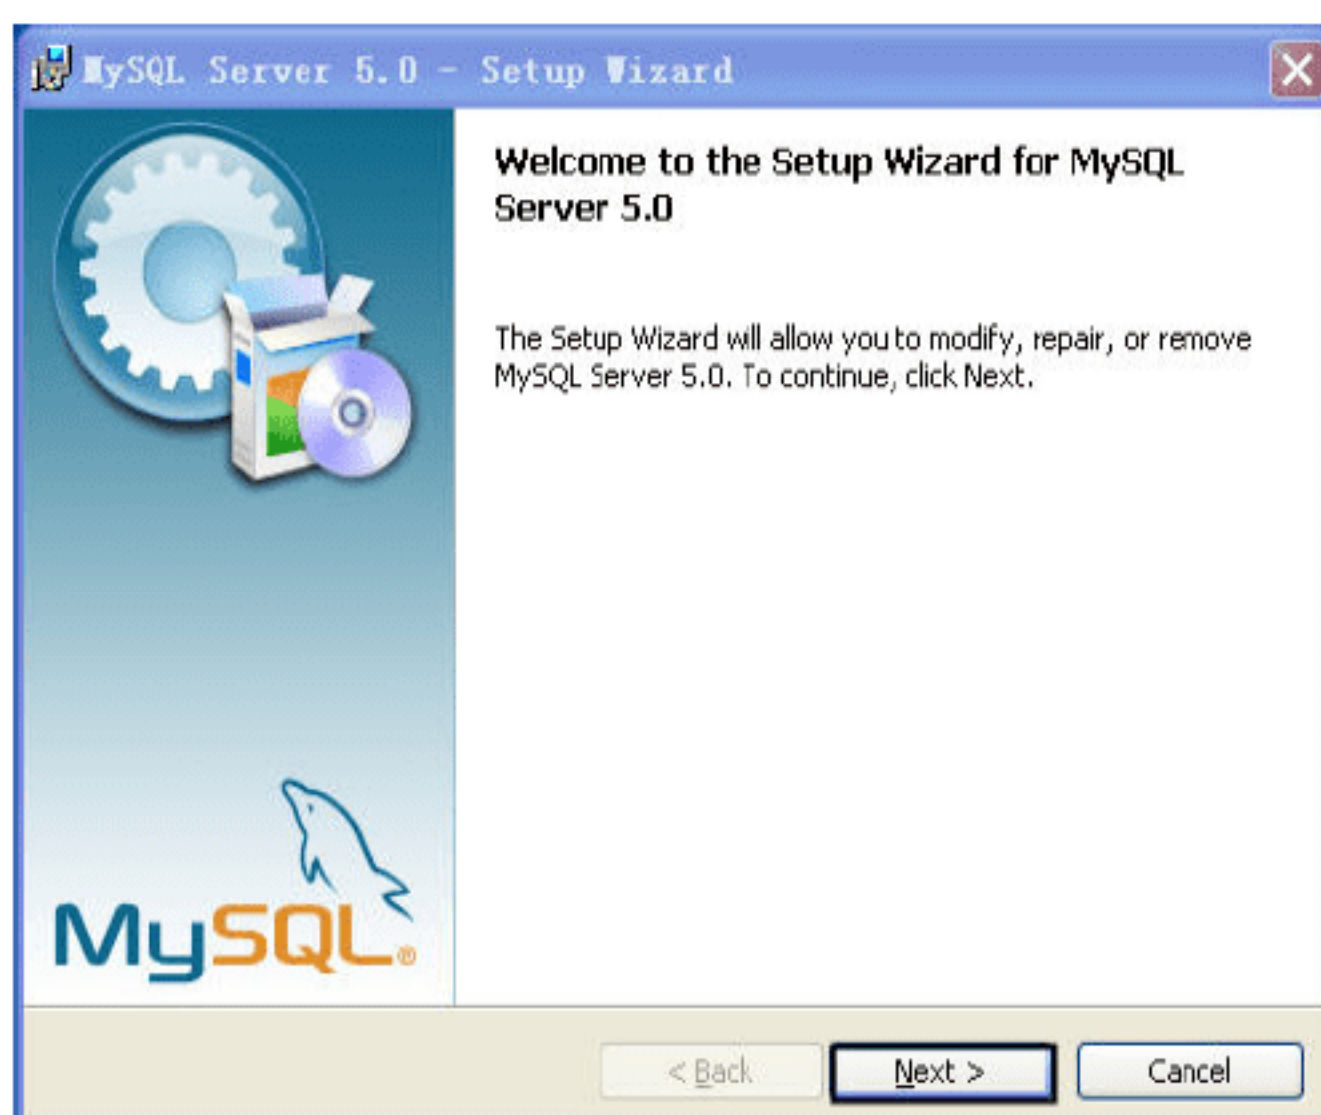 MySQL Server 5.0 - Setup Wizard
Welcome to the Setup Wizard for MySQL
Server 5.0
The Setup Wizard will allow you to modify, repair, or remove
MySQL Server 5.0. To continue, click Next.
MySQL®
< Back
Next >
Cancel